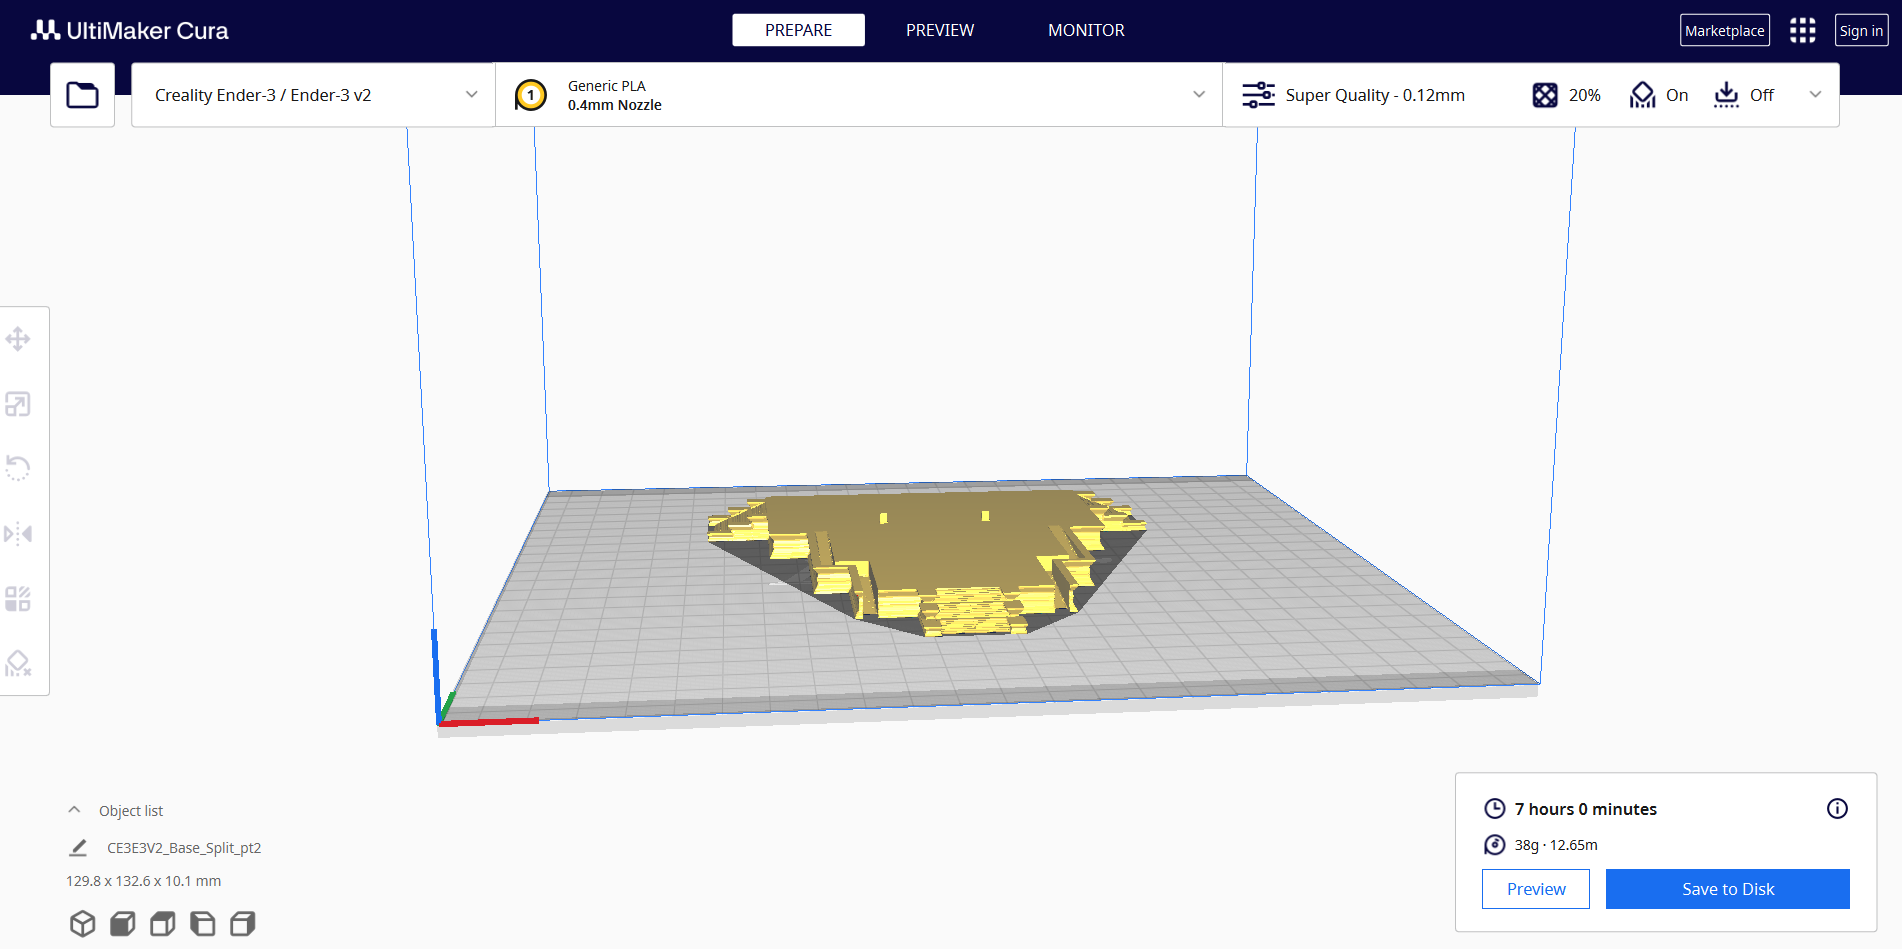 UltiMaker Cura
PREPARE
PREVIEW
MONITOR
Marketplace
Sign in
Creality Ender-3 / Ender-3 v2
1
Generic PLA
0.4mm Nozzle
Super Quality - 0.12mm
20%
On
Off
Object list
CE3E3V2_Base_Split_pt2
129.8 x 132.6 x 10.1 mm
7 hours 0 minutes
38g · 12.65m
Preview
Save to Disk